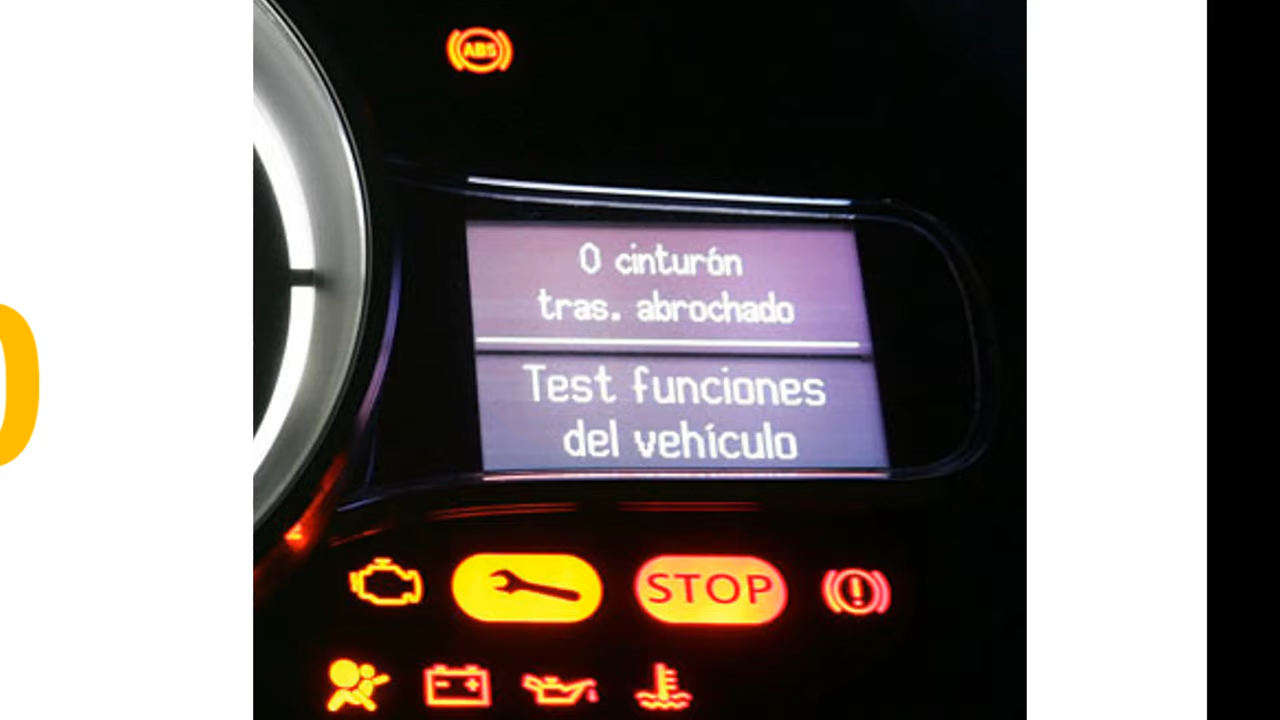 ABS
0 cinturón
tras. abrochado
Test funciones
del vehículo
STOP